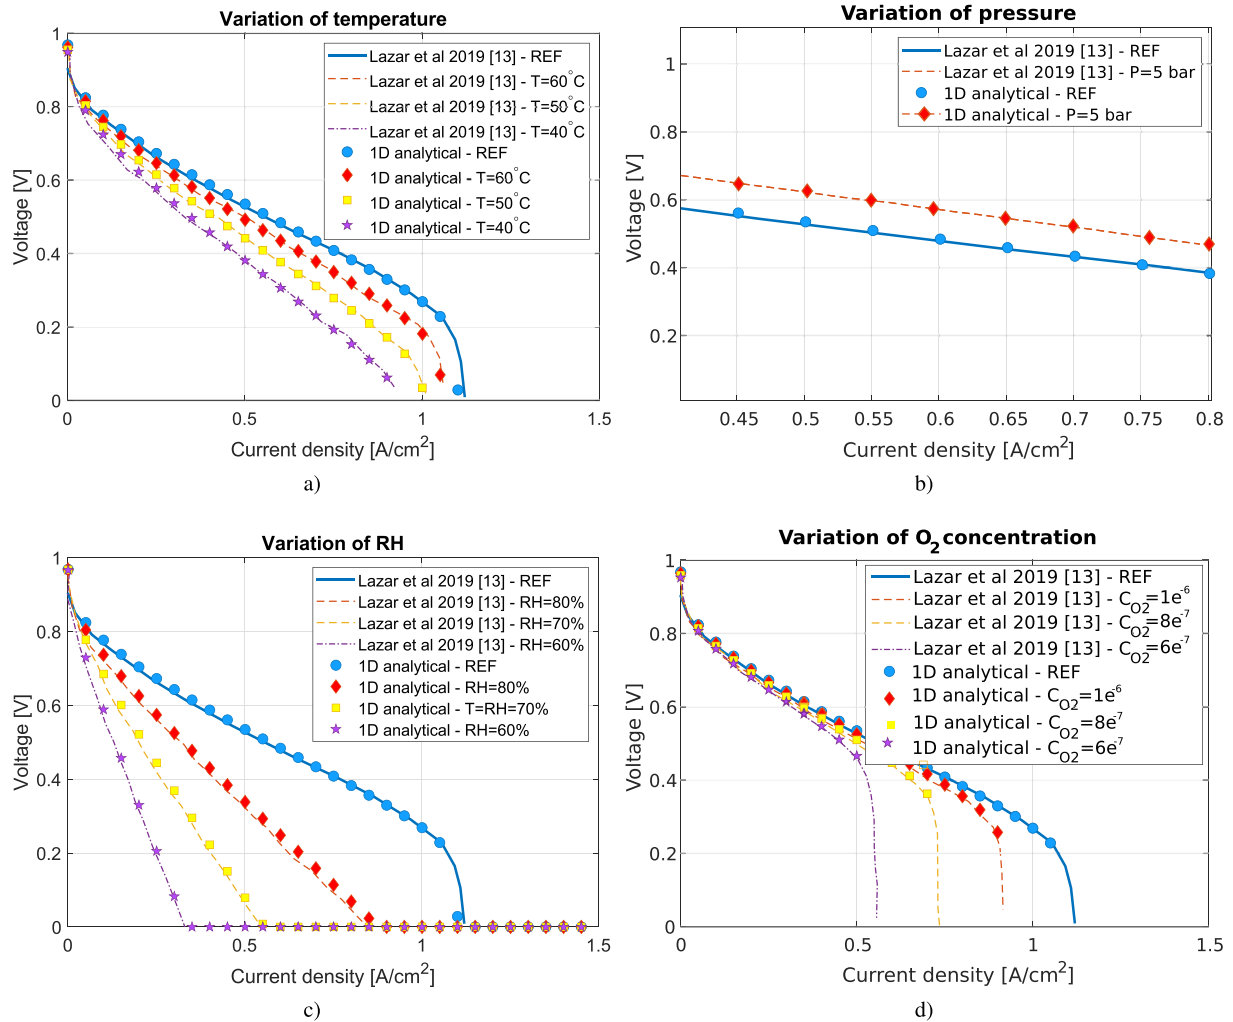 Variation of temperature
1
0.8
0.6
0.4
0.2
0
Voltage [V]
Lazar et al 2019 [13] - REF
Lazar et al 2019 [13] - T=60°C
Lazar et al 2019 [13] - T=50°C
Lazar et al 2019 [13] - T=40°C
1D analytical - REF
1D analytical - T=60°C
1D analytical - T=50°C
1D analytical - T=40°C
0 0.5 1 1.5
Current density [A/cm²]
a)
Variation of pressure
1
0.8
0.6
0.4
0.2
Voltage [V]
Lazar et al 2019 [13] - REF
Lazar et al 2019 [13] - P=5 bar
1D analytical - REF
1D analytical - P=5 bar
0.45 0.5 0.55 0.6 0.65 0.7 0.75 0.8
Current density [A/cm²]
b)
Variation of RH
1
0.8
0.6
0.4
0.2
0
Voltage [V]
Lazar et al 2019 [13] - REF
Lazar et al 2019 [13] - RH=80%
Lazar et al 2019 [13] - RH=70%
Lazar et al 2019 [13] - RH=60%
1D analytical - REF
1D analytical - RH=80%
1D analytical - T=RH=70%
1D analytical - RH=60%
0 0.5 1 1.5
Current density [A/cm²]
c)
Variation of O₂ concentration
1
0.8
0.6
0.4
0.2
0
Voltage [V]
Lazar et al 2019 [13] - REF
Lazar et al 2019 [13] - C_O2=1e⁻⁶
Lazar et al 2019 [13] - C_O2=8e⁻⁷
Lazar et al 2019 [13] - C_O2=6e⁻⁷
1D analytical - REF
1D analytical - C_O2=1e⁶
1D analytical - C_O2=8e⁷
1D analytical - C_O2=6e⁷
0 0.5 1 1.5
Current density [A/cm²]
d)